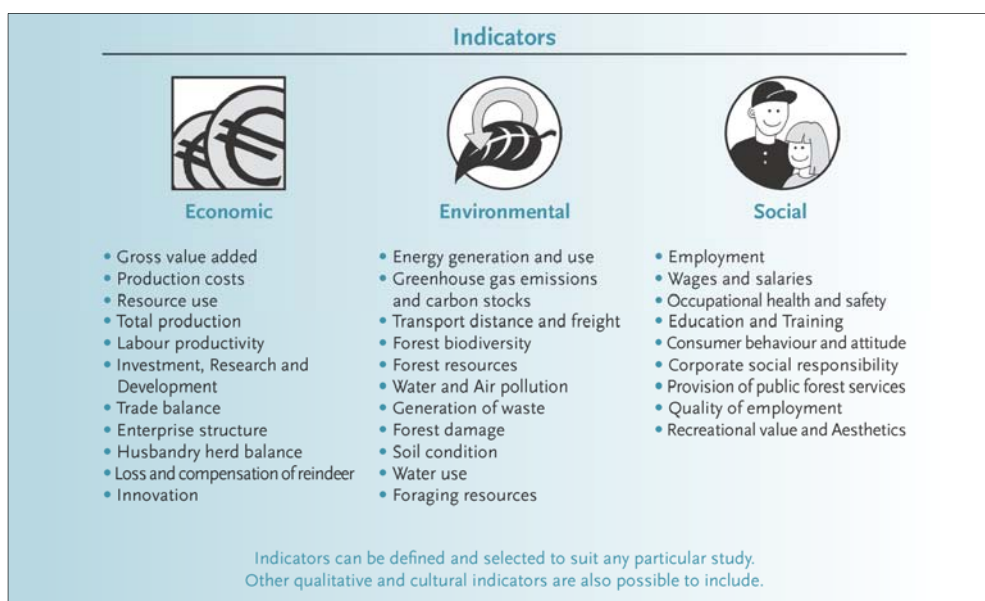 Indicators
Economic
• Gross value added
• Production costs
• Resource use
• Total production
• Labour productivity
• Investment, Research and
Development
• Trade balance
• Enterprise structure
• Husbandry herd balance
• Loss and compensation of reindeer
• Innovation
Environmental
• Energy generation and use
• Greenhouse gas emissions
and carbon stocks
• Transport distance and freight
• Forest biodiversity
• Forest resources
• Water and Air pollution
• Generation of waste
• Forest damage
• Soil condition
• Water use
• Foraging resources
Social
• Employment
• Wages and salaries
• Occupational health and safety
• Education and Training
• Consumer behaviour and attitude
• Corporate social responsibility
• Provision of public forest services
• Quality of employment
• Recreational value and Aesthetics
Indicators can be defined and selected to suit any particular study.
Other qualitative and cultural indicators are also possible to include.